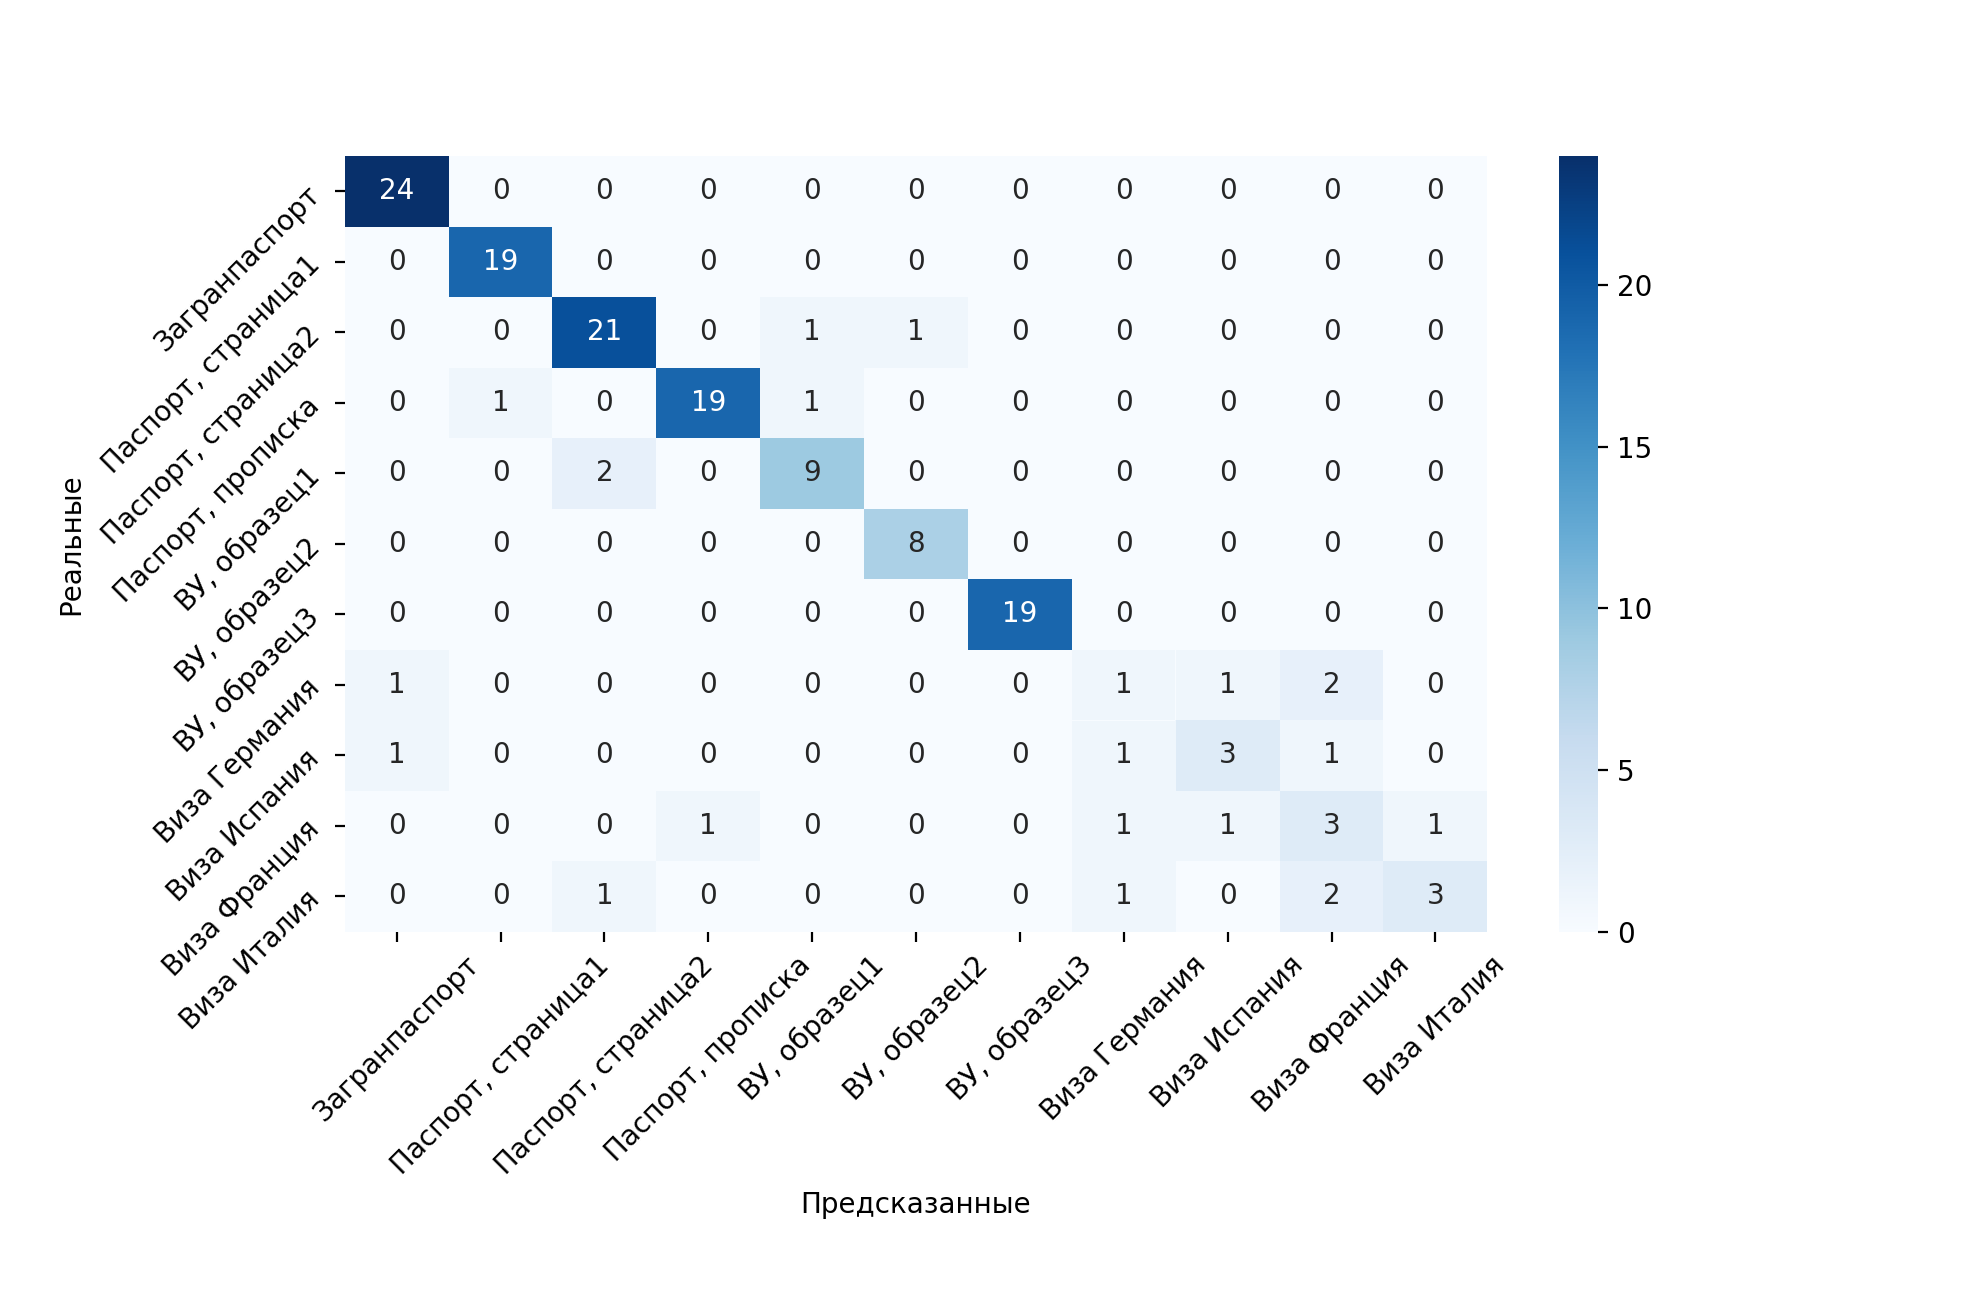 24 0 0 0 0 0 0 0 0 0 0
0 19 0 0 0 0 0 0 0 0 0
0 0 21 0 1 1 0 0 0 0 0
0 1 0 19 1 0 0 0 0 0 0
0 0 2 0 9 0 0 0 0 0 0
0 0 0 0 0 8 0 0 0 0 0
0 0 0 0 0 0 19 0 0 0 0
1 0 0 0 0 0 0 1 1 2 0
1 0 0 0 0 0 0 1 3 1 0
0 0 0 1 0 0 0 1 1 3 1
0 0 1 0 0 0 0 1 0 2 3
Реальные
Загранпаспорт
Паспорт, страница1
Паспорт, страница2
Паспорт, прописка
ВУ, образец1
ВУ, образец2
ВУ, образец3
Виза Германия
Виза Испания
Виза Франция
Виза Италия
Загранпаспорт
Паспорт, страница1
Паспорт, страница2
Паспорт, прописка
ВУ, образец1
ВУ, образец2
ВУ, образец3
Виза Германия
Виза Испания
Виза Франция
Виза Италия
Предсказанные
20
15
10
5
0